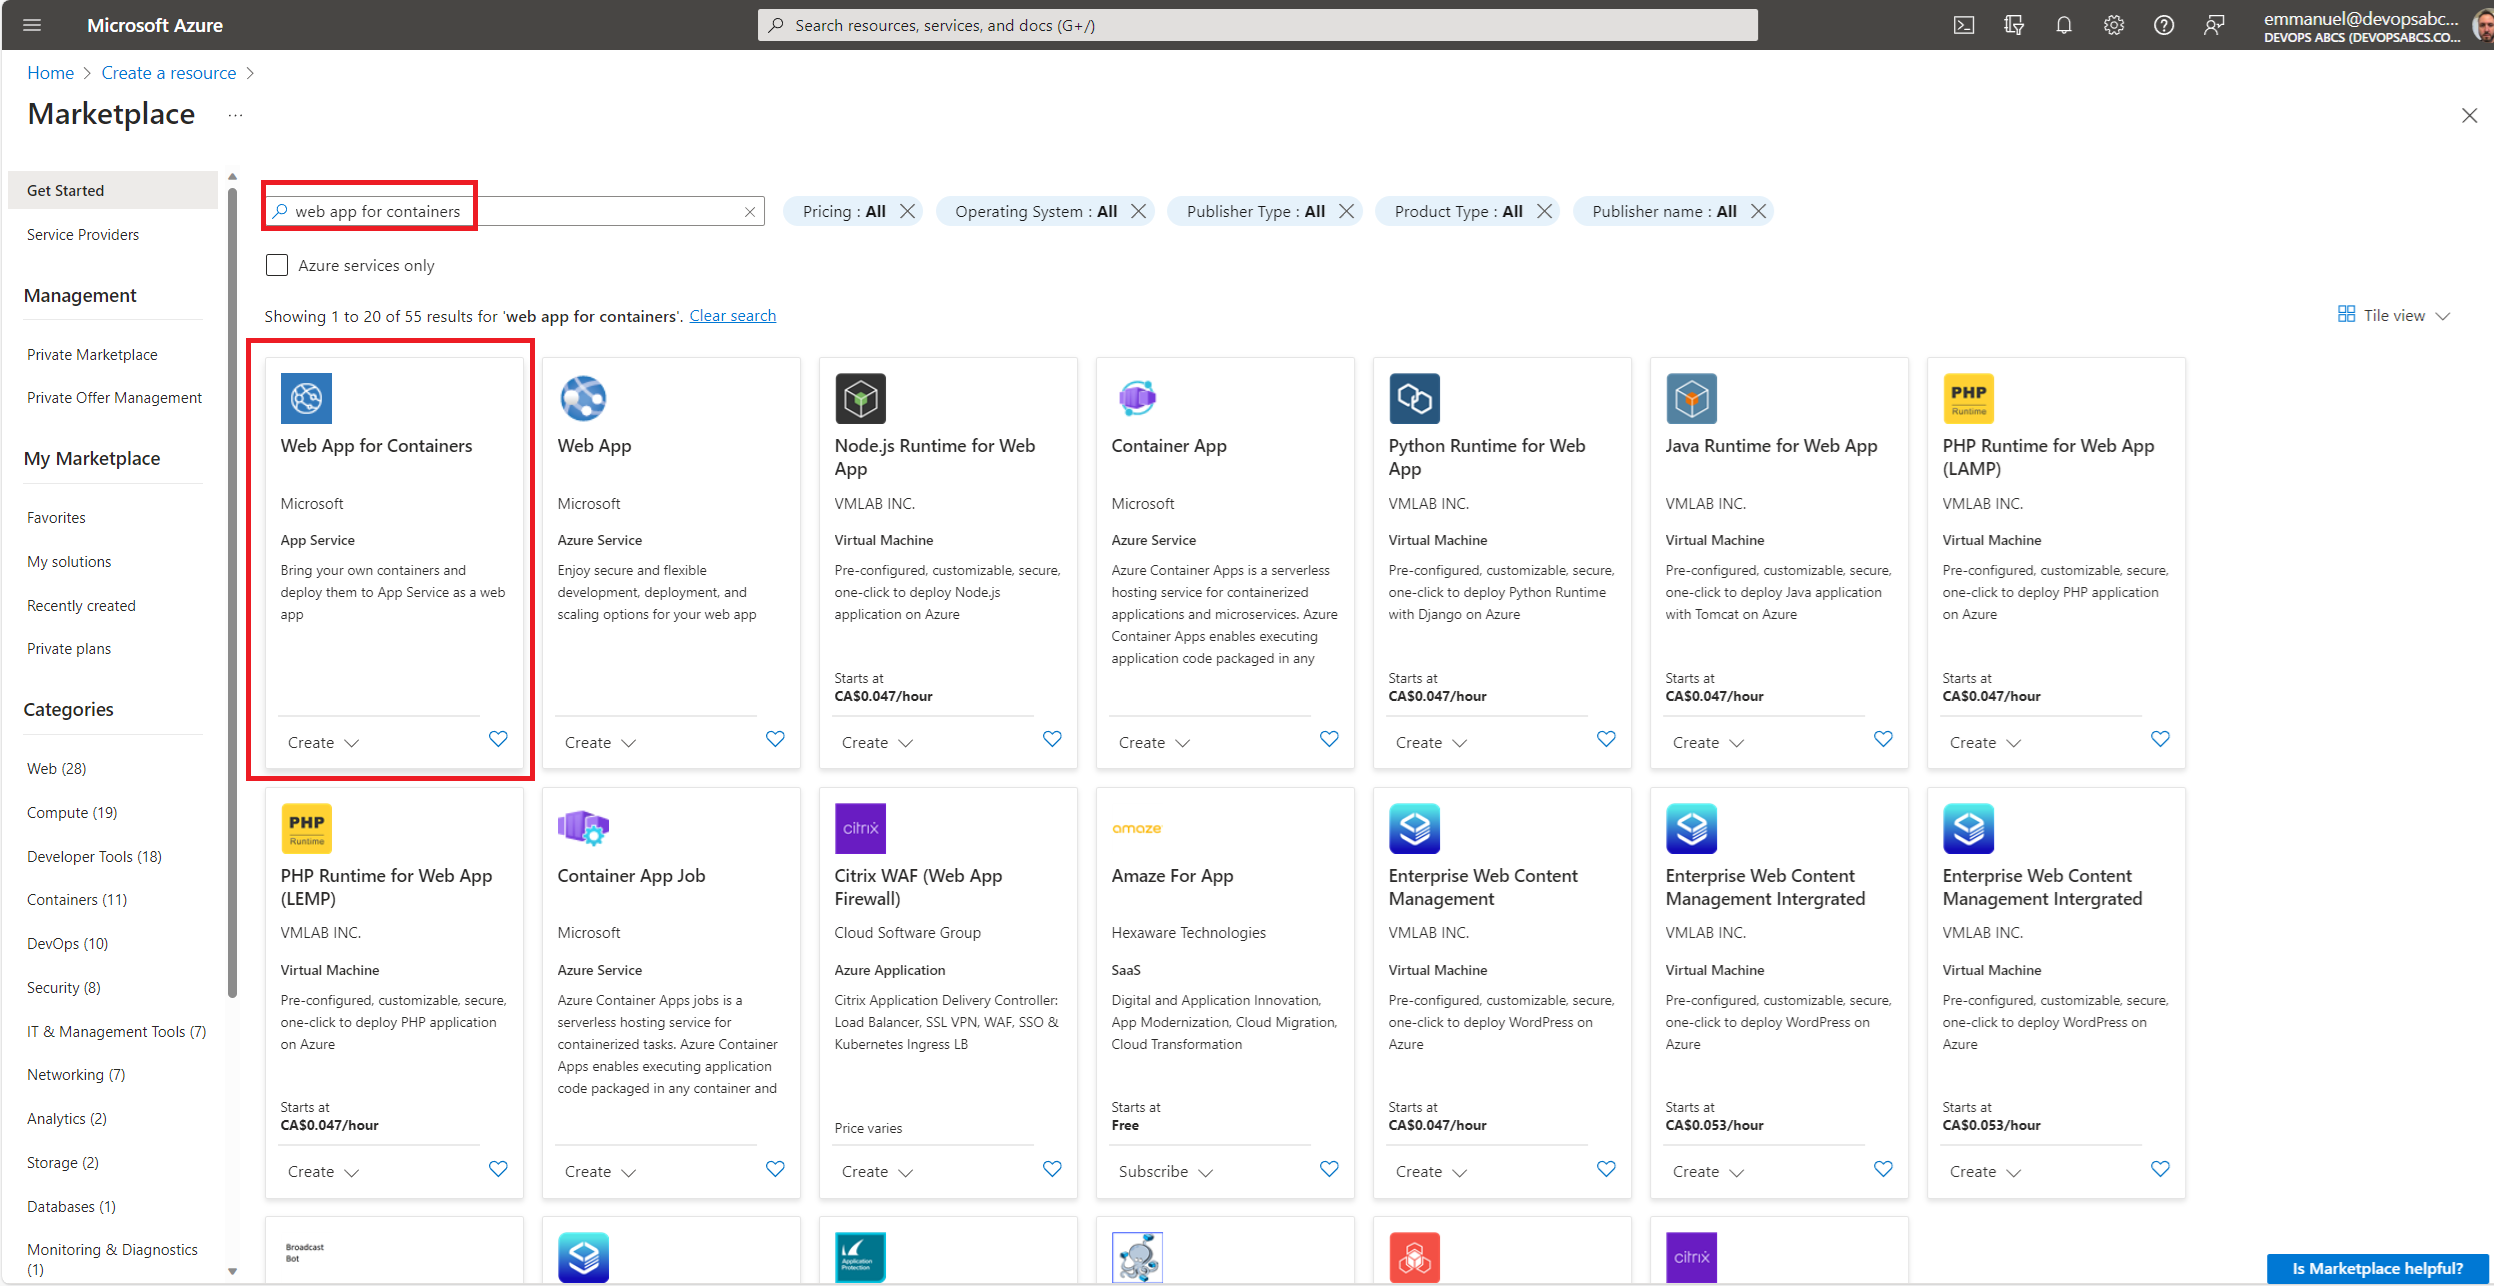 Microsoft Azure
Search resources, services, and docs (G+/)
emmanuel@devopsabc...
DEVOPS ABCS (DEVOPSABCS.CO...
Home > Create a resource >
Marketplace ...
Get Started
Service Providers
Management
Private Marketplace
Private Offer Management
My Marketplace
Favorites
My solutions
Recently created
Private plans
Categories
Web (28)
Compute (19)
Developer Tools (18)
Containers (11)
DevOps (10)
Security (8)
IT & Management Tools (7)
Networking (7)
Analytics (2)
Storage (2)
Databases (1)
Monitoring & Diagnostics
(1)
web app for containers
Pricing : All
Operating System : All
Publisher Type : All
Product Type : All
Publisher name : All
Azure services only
Showing 1 to 20 of 55 results for 'web app for containers'. Clear search
Tile view
Web App for Containers
Microsoft
App Service
Bring your own containers and
deploy them to App Service as a web
app
Create
Web App
Microsoft
Azure Service
Enjoy secure and flexible
development, deployment, and
scaling options for your web app
Create
Node.js Runtime for Web
App
VMLAB INC.
Virtual Machine
Pre-configured, customizable, secure,
one-click to deploy Node.js
application on Azure
Starts at
CA$0.047/hour
Create
Container App
Microsoft
Azure Service
Azure Container Apps is a serverless
hosting service for containerized
applications and microservices. Azure
Container Apps enables executing
application code packaged in any
Create
Python Runtime for Web
App
VMLAB INC.
Virtual Machine
Pre-configured, customizable, secure,
one-click to deploy Python Runtime
with Django on Azure
Starts at
CA$0.047/hour
Create
Java Runtime for Web App
VMLAB INC.
Virtual Machine
Pre-configured, customizable, secure,
one-click to deploy Java application
with Tomcat on Azure
Starts at
CA$0.047/hour
Create
PHP
Runtime
PHP Runtime for Web App
(LAMP)
VMLAB INC.
Virtual Machine
Pre-configured, customizable, secure,
one-click to deploy PHP application
on Azure
Starts at
CA$0.047/hour
Create
PHP
Runtime
PHP Runtime for Web App
(LEMP)
VMLAB INC.
Virtual Machine
Pre-configured, customizable, secure,
one-click to deploy PHP application
on Azure
Starts at
CA$0.047/hour
Create
Container App Job
Microsoft
Azure Service
Azure Container Apps jobs is a
serverless hosting service for
containerized tasks. Azure Container
Apps enables executing application
code packaged in any container and
Create
citrix
Citrix WAF (Web App
Firewall)
Cloud Software Group
Azure Application
Citrix Application Delivery Controller:
Load Balancer, SSL VPN, WAF, SSO &
Kubernetes Ingress LB
Price varies
Create
amaze
Amaze For App
Hexaware Technologies
SaaS
Digital and Application Innovation,
App Modernization, Cloud Migration,
Cloud Transformation
Starts at
Free
Subscribe
Enterprise Web Content
Management
VMLAB INC.
Virtual Machine
Pre-configured, customizable, secure,
one-click to deploy WordPress on
Azure
Starts at
CA$0.047/hour
Create
Enterprise Web Content
Management Intergrated
VMLAB INC.
Virtual Machine
Pre-configured, customizable, secure,
one-click to deploy WordPress on
Azure
Starts at
CA$0.053/hour
Create
Enterprise Web Content
Management Intergrated
VMLAB INC.
Virtual Machine
Pre-configured, customizable, secure,
one-click to deploy WordPress on
Azure
Starts at
CA$0.053/hour
Create
Broadcast
Bot
Application
Protection
citrix
Is Marketplace helpful?